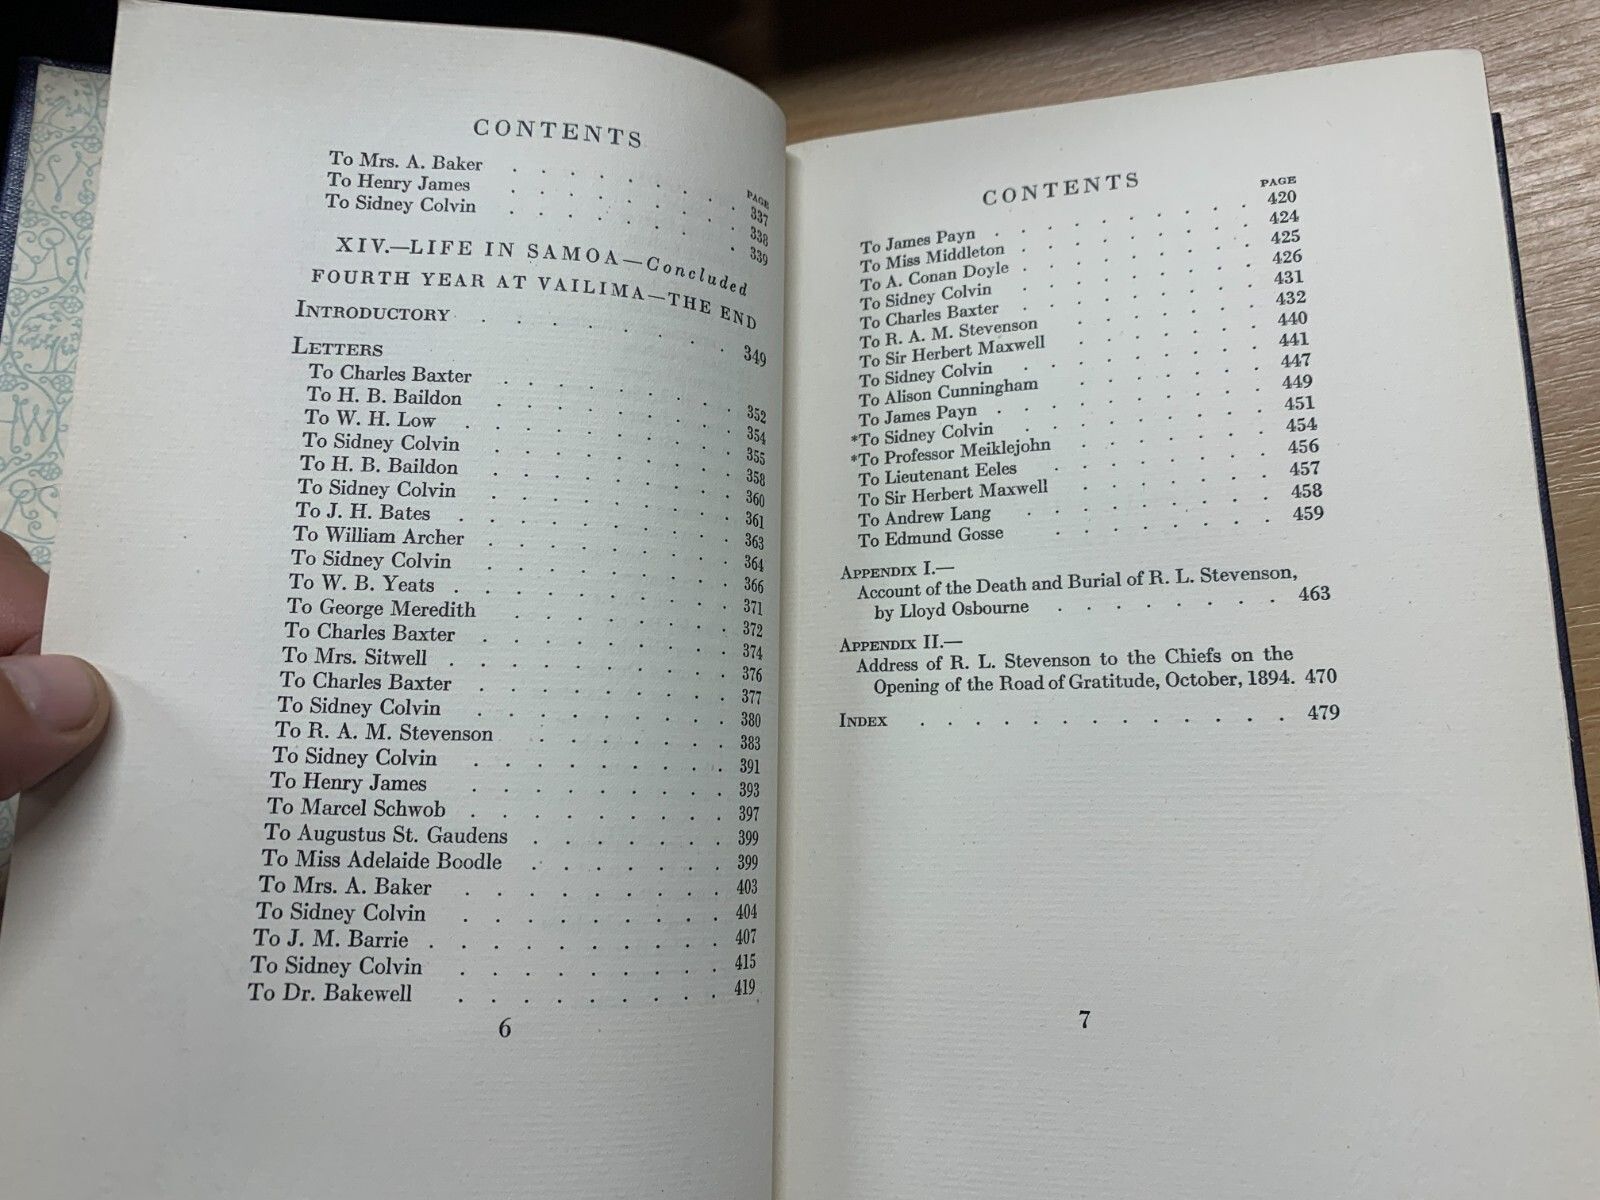 CONTENTS
PAGE
To Mrs. A. Baker . . . . . . . . 337
To Henry James . . . . . . . . 338
To Sidney Colvin . . . . . . . . 339
XIV.—LIFE IN SAMOA—Concluded
FOURTH YEAR AT VAILIMA—THE END
INTRODUCTORY . . . . . . . . 349
LETTERS
To Charles Baxter . . . . . . . . 352
To H. B. Baildon . . . . . . . . 354
To W. H. Low . . . . . . . . . 355
To Sidney Colvin . . . . . . . . 358
To H. B. Baildon . . . . . . . . 360
To Sidney Colvin . . . . . . . . 361
To J. H. Bates . . . . . . . . . 363
To William Archer . . . . . . . . 364
To Sidney Colvin . . . . . . . . 366
To W. B. Yeats . . . . . . . . . 371
To George Meredith . . . . . . . 372
To Charles Baxter . . . . . . . . 374
To Mrs. Sitwell . . . . . . . . . 376
To Charles Baxter . . . . . . . . 377
To Sidney Colvin . . . . . . . . 380
To R. A. M. Stevenson . . . . . . . 383
To Sidney Colvin . . . . . . . . . 391
To Henry James . . . . . . . . . 393
To Marcel Schwob . . . . . . . . . 397
To Augustus St. Gaudens . . . . . . . 399
To Miss Adelaide Boodle . . . . . . . 399
To Mrs. A. Baker . . . . . . . . . 403
To Sidney Colvin . . . . . . . . . 404
To J. M. Barrie . . . . . . . . . . 407
To Sidney Colvin . . . . . . . . . 415
To Dr. Bakewell . . . . . . . . . 419
6
CONTENTS
PAGE
To James Payn . . . . . . . . . 420
To Miss Middleton . . . . . . . . 424
To A. Conan Doyle . . . . . . . . 425
To Sidney Colvin . . . . . . . . 426
To Charles Baxter . . . . . . . . 431
To R. A. M. Stevenson . . . . . . . 432
To Sir Herbert Maxwell . . . . . . . 440
To Sidney Colvin . . . . . . . . 441
To Alison Cunningham . . . . . . . 447
To James Payn . . . . . . . . . 449
*To Sidney Colvin . . . . . . . . 451
*To Professor Meiklejohn . . . . . . . 454
To Lieutenant Eeles . . . . . . . . 456
To Sir Herbert Maxwell . . . . . . . 457
To Andrew Lang . . . . . . . . . 458
To Edmund Gosse . . . . . . . . 459
APPENDIX I.—
Account of the Death and Burial of R. L. Stevenson,
by Lloyd Osbourne . . . . . . . . 463
APPENDIX II.—
Address of R. L. Stevenson to the Chiefs on the
Opening of the Road of Gratitude, October, 1894. 470
INDEX . . . . . . . . . . . . . 479
7